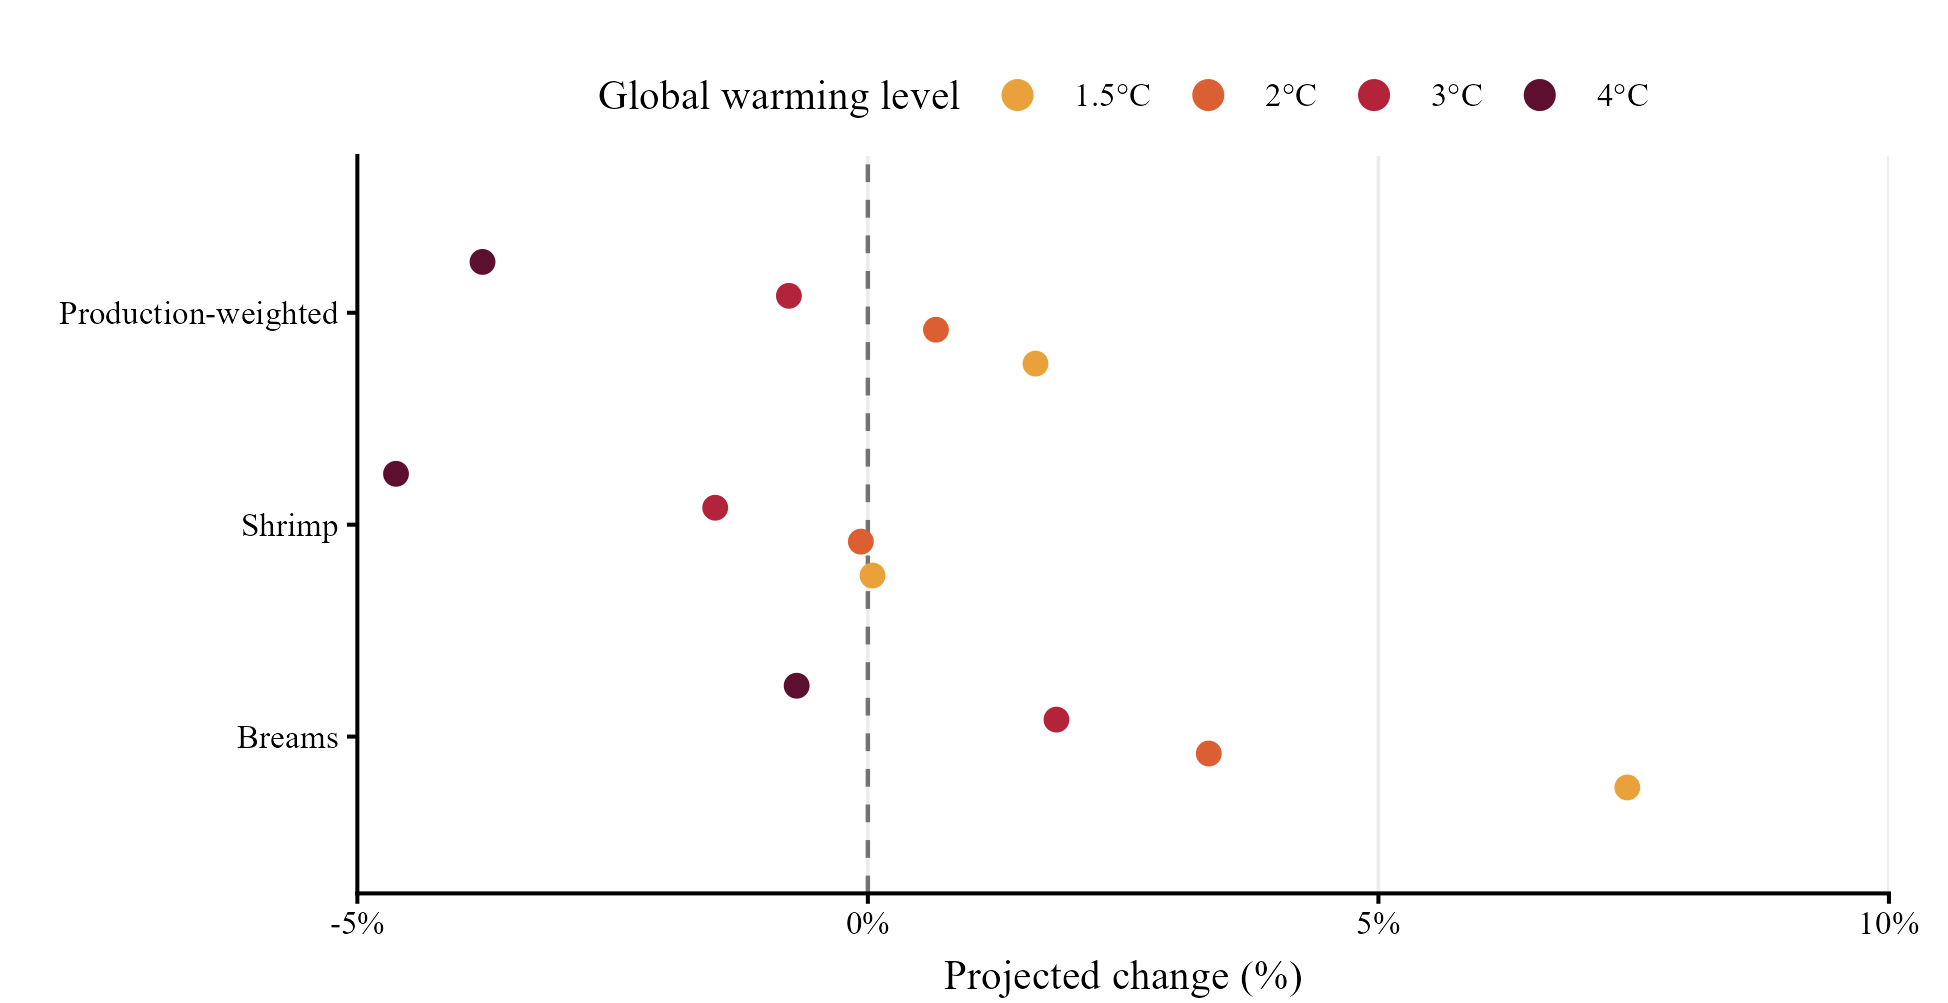 Global warming level 1.5°C 2°C 3°C 4°C
Production-weighted
Shrimp
Breams
-5% 0% 5% 10%
Projected change (%)